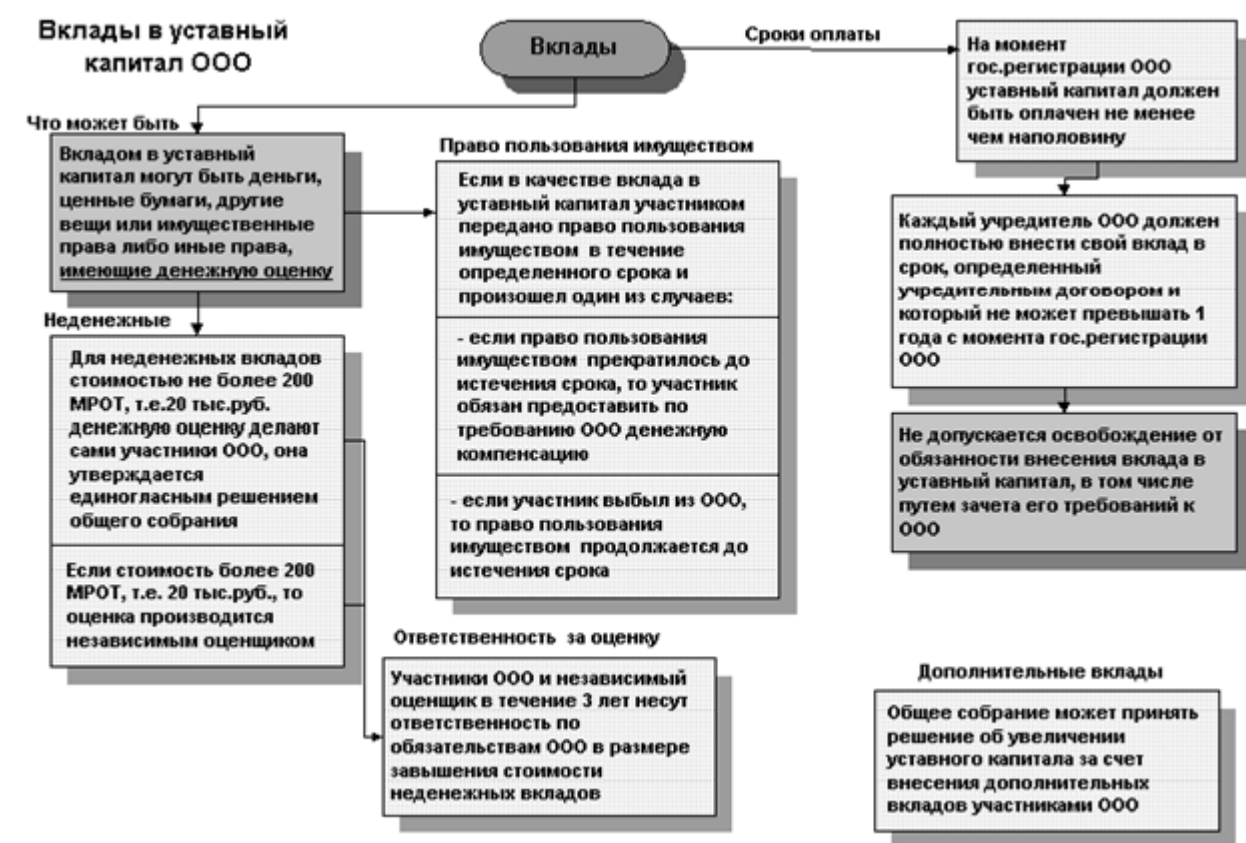 Вклады в уставный
капитал ООО
Вклады
Сроки оплаты
На момент
гос.регистрации ООО
уставный капитал должен
быть оплачен не менее
чем наполовину
Что может быть
Вкладом в уставный
капитал могут быть деньги,
ценные бумаги, другие
вещи или имущественные
права либо иные права,
имеющие денежную оценку
Право пользования имуществом
Если в качестве вклада в
уставный капитал участником
передано право пользования
имуществом в течение
определенного срока и
произошел один из случаев:
- если право пользования
имуществом прекратилось до
истечения срока, то участник
обязан предоставить по
требованию ООО денежную
компенсацию
- если участник выбыл из ООО,
то право пользования
имуществом продолжается до
истечения срока
Каждый учредитель ООО должен
полностью внести свой вклад в
срок, определенный
учредительным договором и
который не может превышать 1
года с момента гос.регистрации
ООО
Не допускается освобождение от
обязанности внесения вклада в
уставный капитал, в том числе
путем зачета его требований к
ООО
Неденежные
Для неденежных вкладов
стоимостью не более 200
МРОТ, т.е.20 тыс.руб.
денежную оценку делают
сами участники ООО, она
утверждается
единогласным решением
общего собрания
Если стоимость более 200
МРОТ, т.е. 20 тыс.руб., то
оценка производится
независимым оценщиком
Ответственность за оценку
Участники ООО и независимый
оценщик в течение 3 лет несут
ответственность по
обязательствам ООО в размере
завышения стоимости
неденежных вкладов
Дополнительные вклады
Общее собрание может принять
решение об увеличении
уставного капитала за счет
внесения дополнительных
вкладов участниками ООО